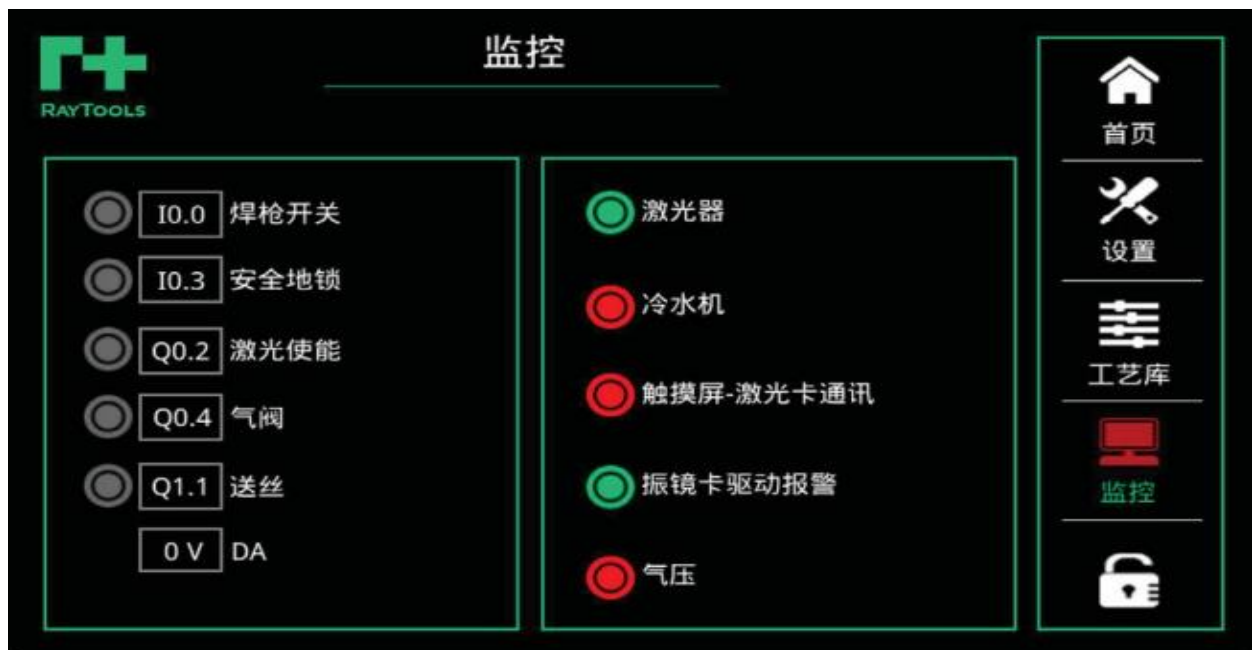 RAYTOOLS
监控
I0.0 焊枪开关
I0.3 安全地锁
Q0.2 激光使能
Q0.4 气阀
Q1.1 送丝
0 V DA
激光器
冷水机
触摸屏-激光卡通讯
振镜卡驱动报警
气压
首页
设置
工艺库
监控